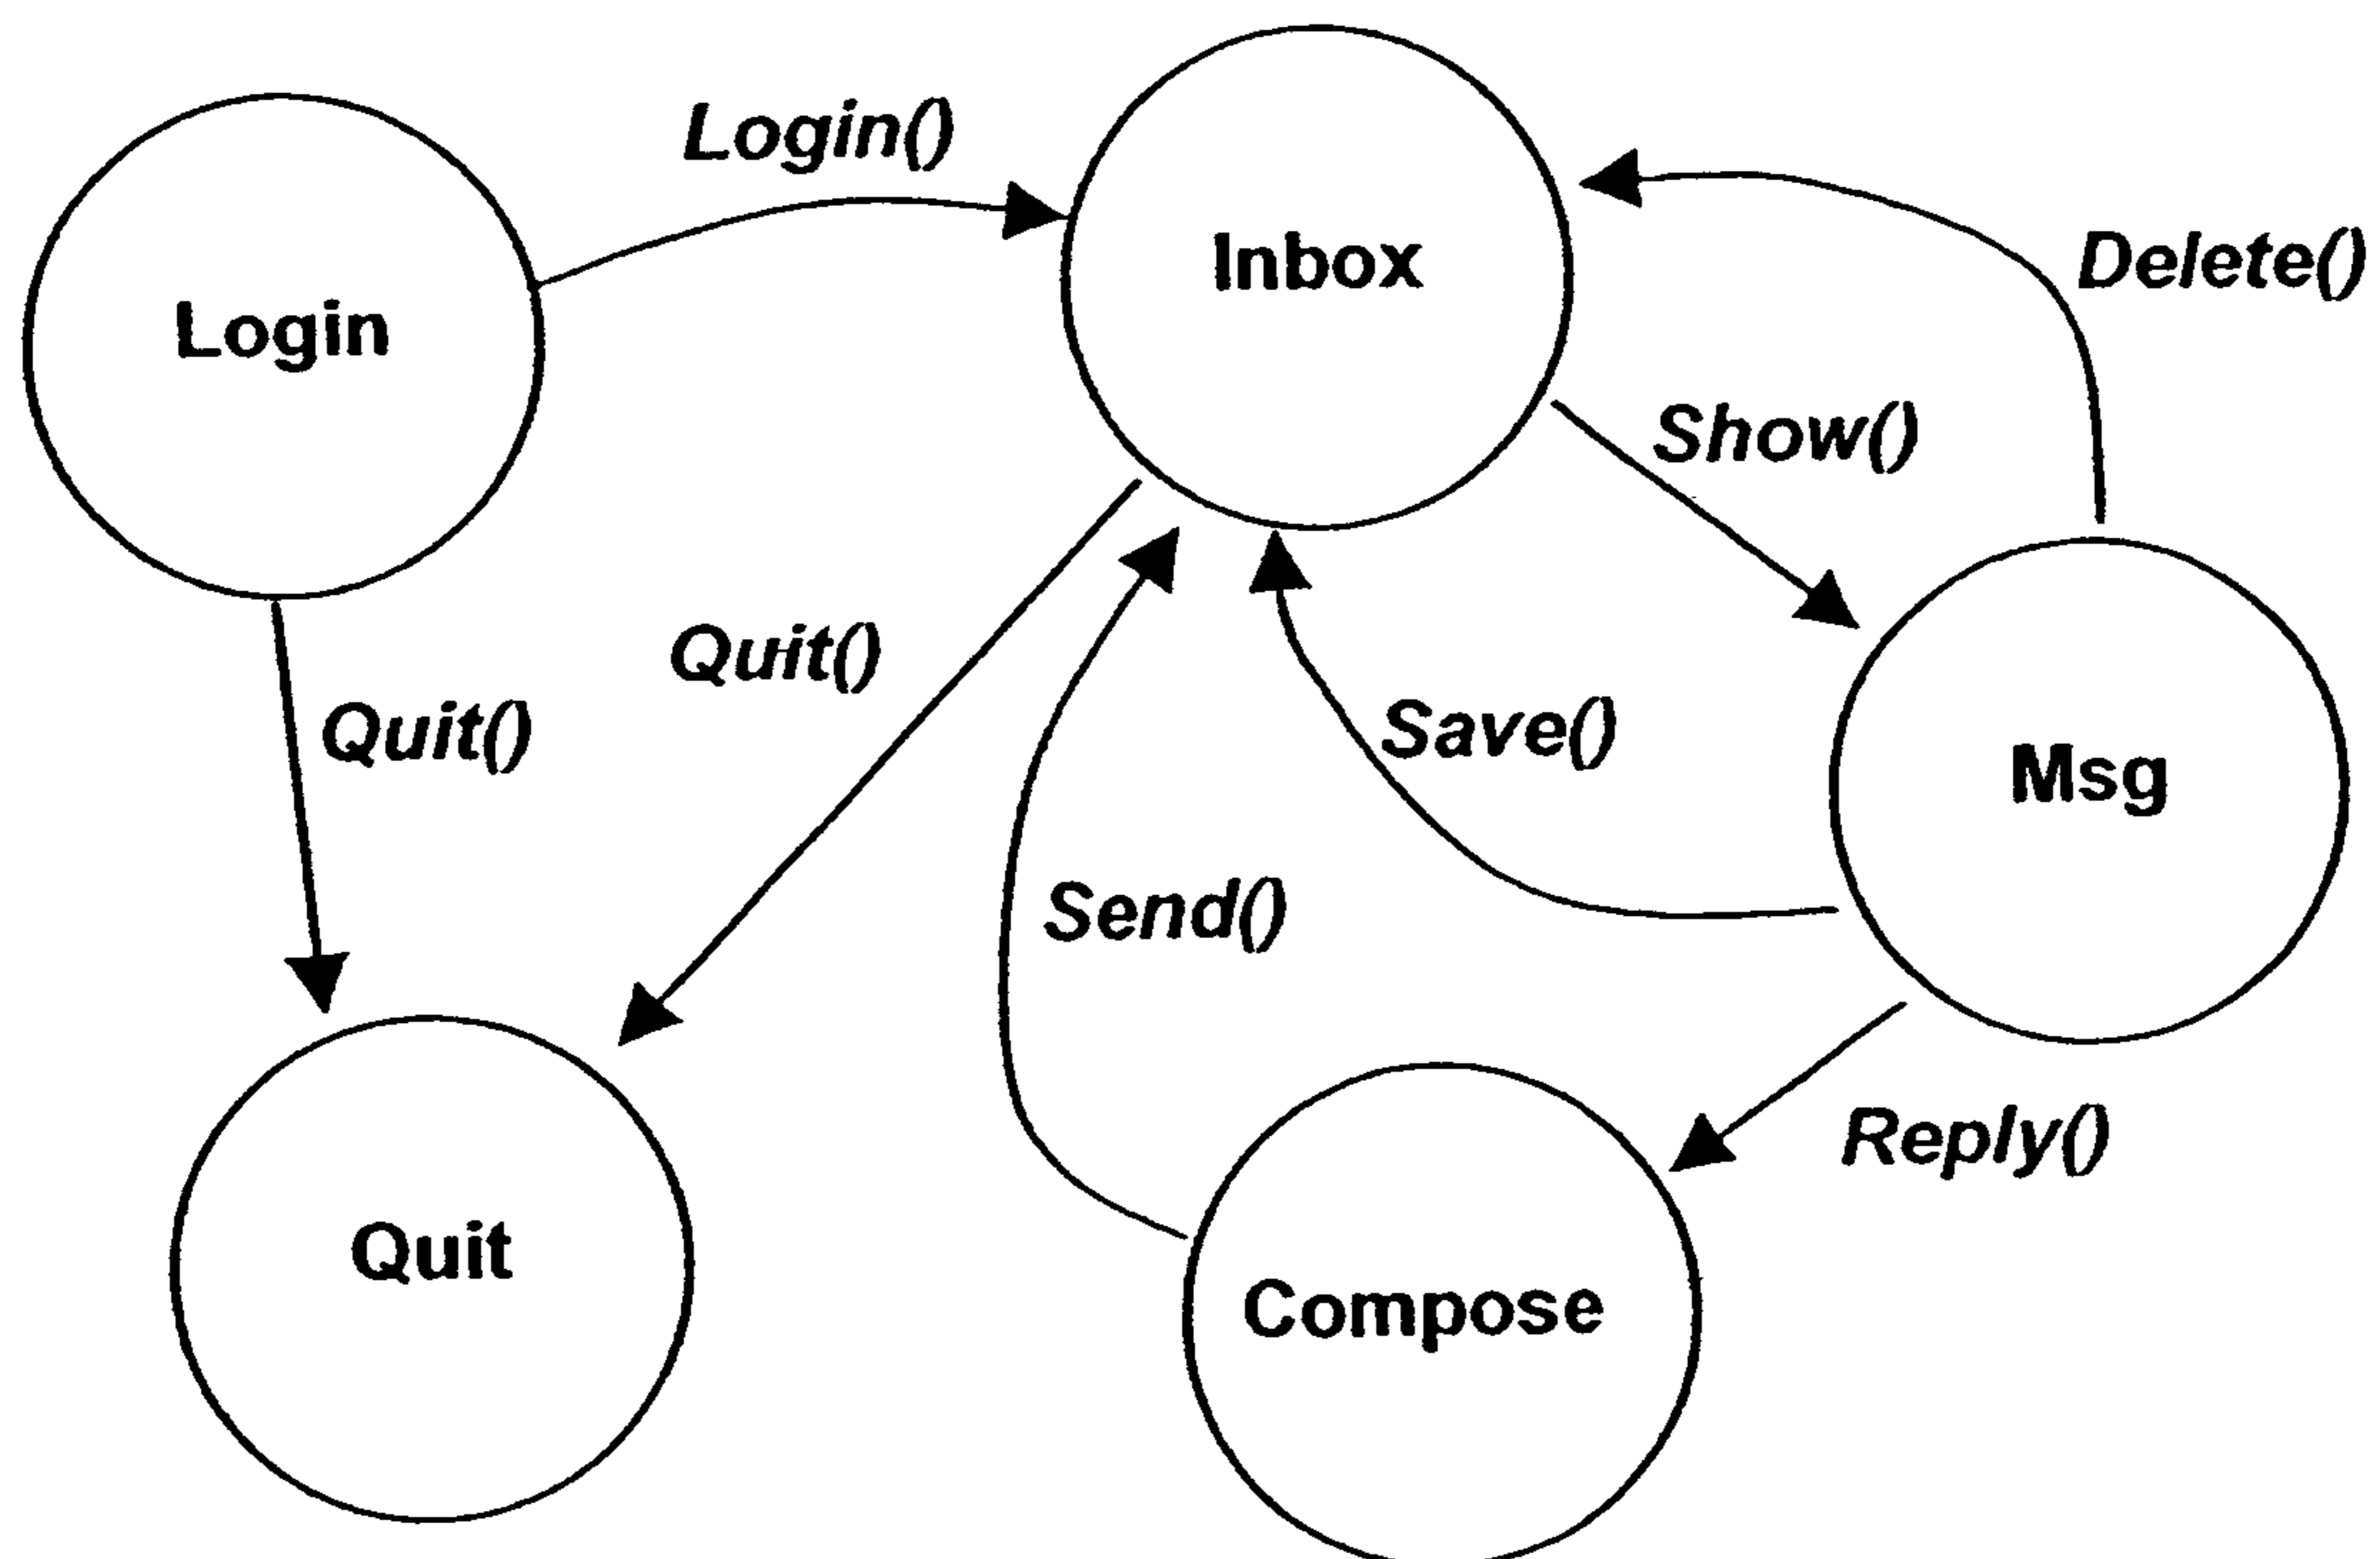 Login()
Inbox
Delete()
Login
Show()
Quit()
Quit()
Save()
Msg
Send()
Reply()
Quit
Compose